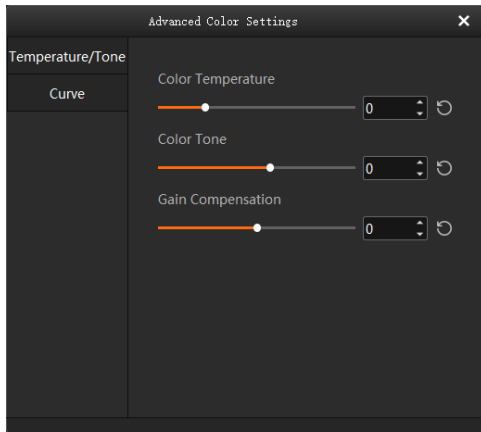 Advanced Color Settings
Temperature/Tone
Curve
Color Temperature
0
Color Tone
0
Gain Compensation
0